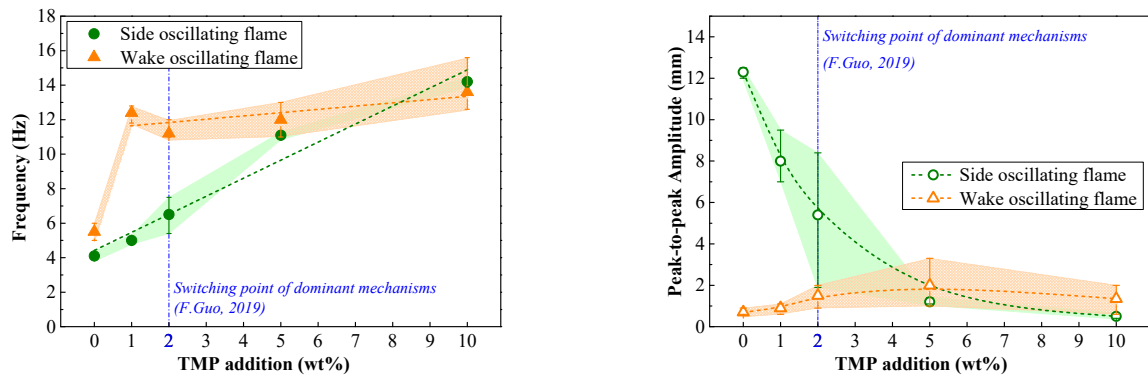 18
16
14
12
10
8
6
4
2
0
Frequency (Hz)
Side oscillating flame
Wake oscillating flame
Switching point of dominant mechanisms
(F.Guo, 2019)
0 1 2 3 4 5 6 7 8 9 10
TMP addition (wt%)
14
12
10
8
6
4
2
0
Peak-to-peak Amplitude (mm)
Switching point of dominant mechanisms
(F.Guo, 2019)
Side oscillating flame
Wake oscillating flame
0 1 2 3 4 5 6 7 8 9 10
TMP addition (wt%)